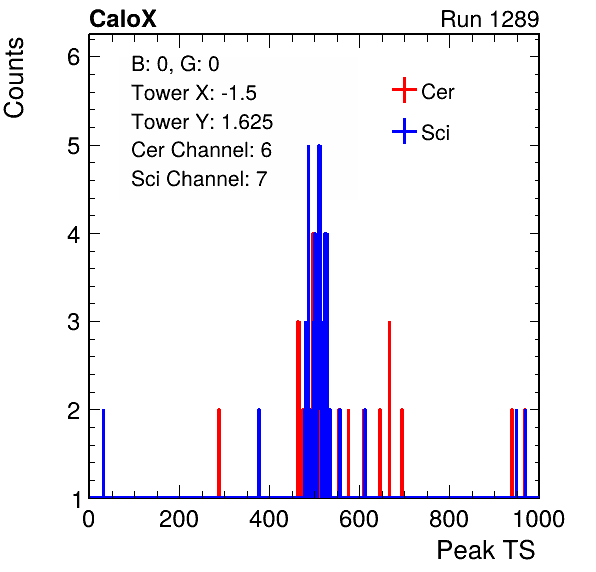 CaloX Run 1289
Counts
B: 0, G: 0
Tower X: -1.5
Tower Y: 1.625
Cer Channel: 6
Sci Channel: 7
Cer
Sci
6
5
4
3
2
1
0 200 400 600 800 1000
Peak TS